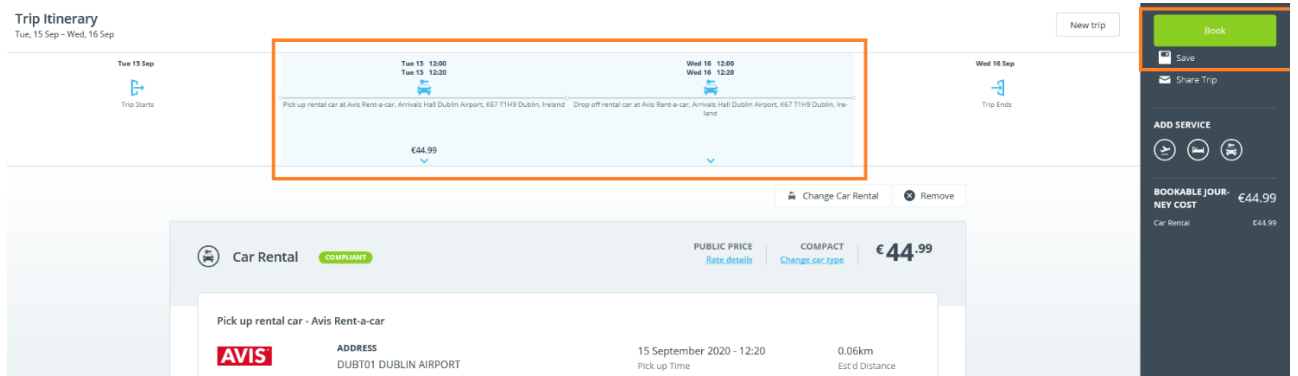 Trip Itinerary
Tue, 15 Sep – Wed, 16 Sep
New trip
Book
Save
Share Trip
Tue 15 Sep
Trip Starts
Tue 15 12:00
Tue 15 12:20
Pick up rental car at Avis Rent-a-car, Arrivals Hall Dublin Airport, K67 T1H9 Dublin, Ireland
€44.99
Wed 16 12:00
Wed 16 12:20
Drop off rental car at Avis Rent-a-car, Arrivals Hall Dublin Airport, K67 T1H9 Dublin, Ire-
land
Wed 16 Sep
Trip Ends
ADD SERVICE
BOOKABLE JOUR-
NEY COST €44.99
Car Rental €44.99
Change Car Rental
Remove
Car Rental COMPLIANT
PUBLIC PRICE
Rate details
COMPACT
Change car type
€44.99
Pick up rental car - Avis Rent-a-car
AVIS
ADDRESS
DUBT01 DUBLIN AIRPORT
15 September 2020 - 12:20
Pick up Time
0.06km
Est'd Distance